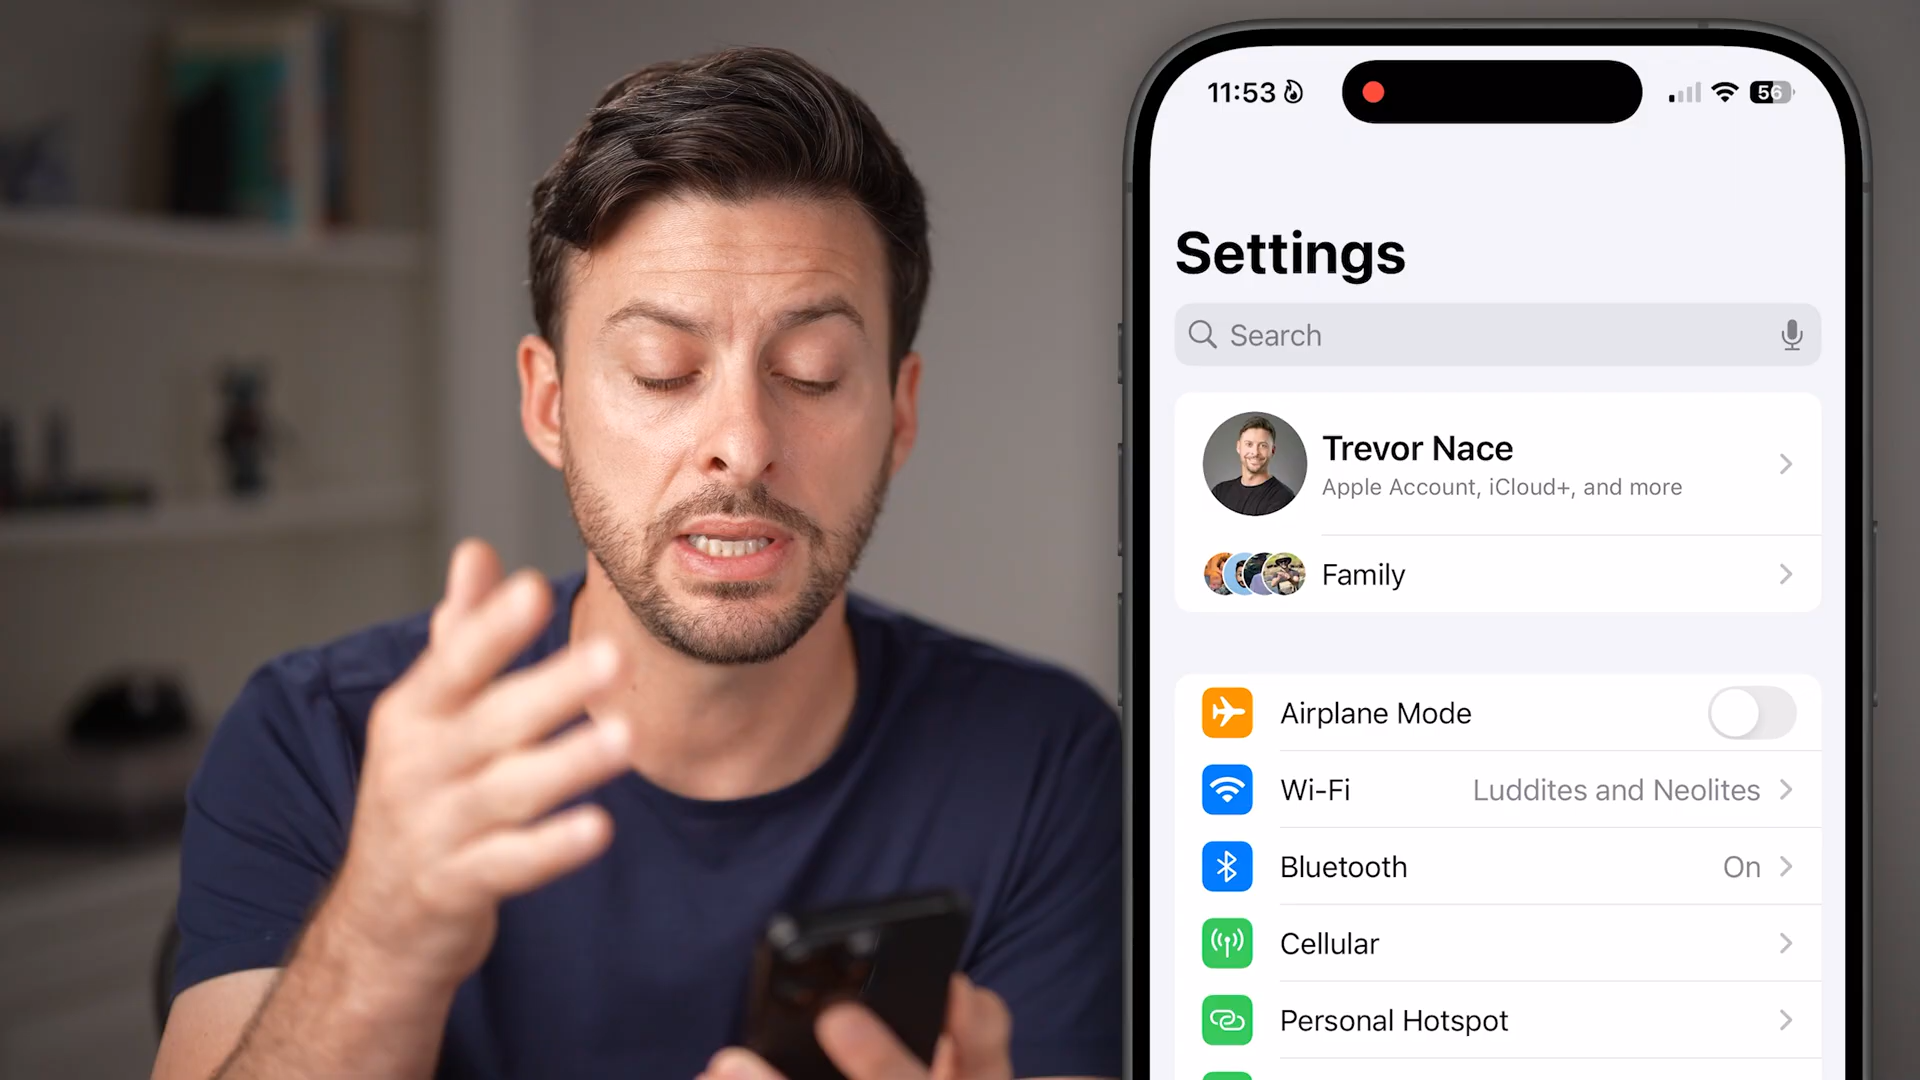 11:53
56
Settings
Search
Trevor Nace
Apple Account, iCloud+, and more
Family
Airplane Mode
Wi-Fi Luddites and Neolites
Bluetooth On
Cellular
Personal Hotspot